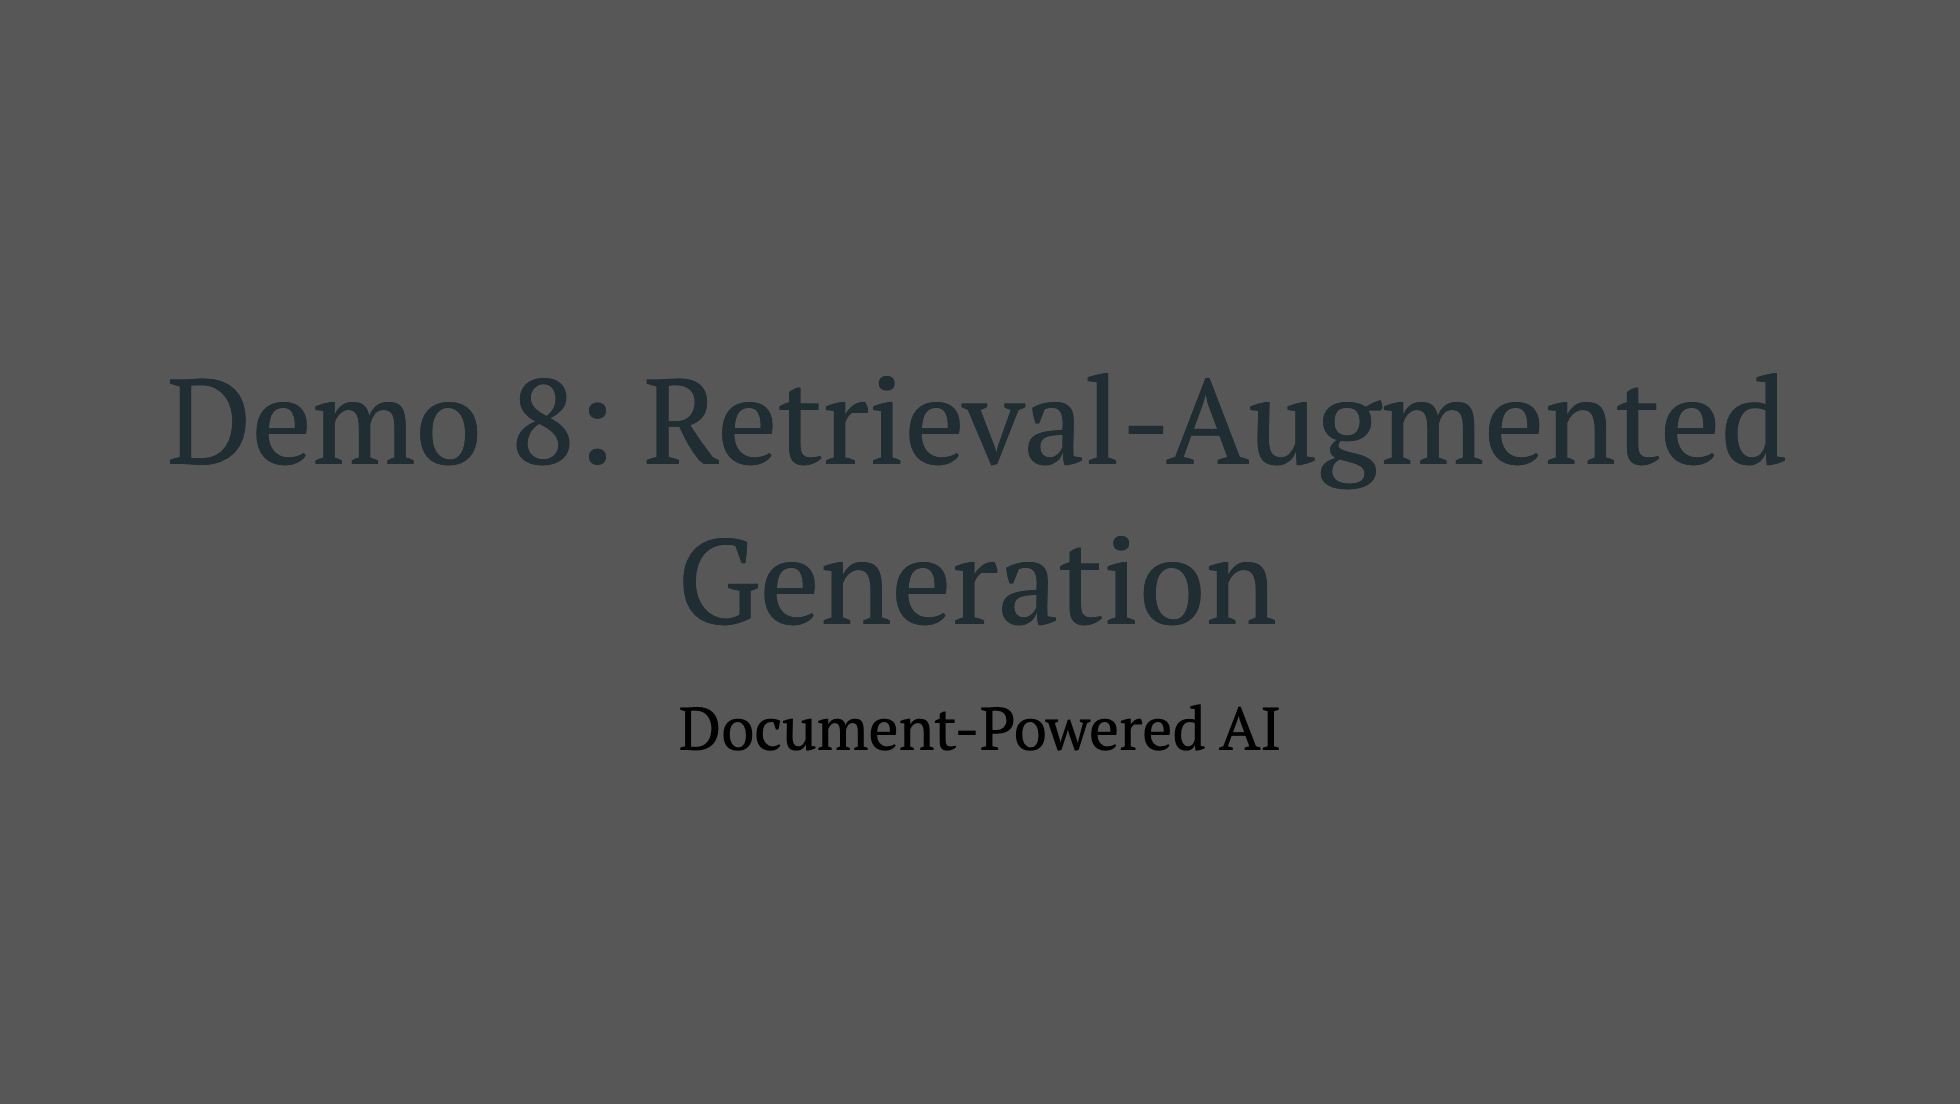 Demo 8: Retrieval-Augmented
Generation
Document-Powered AI